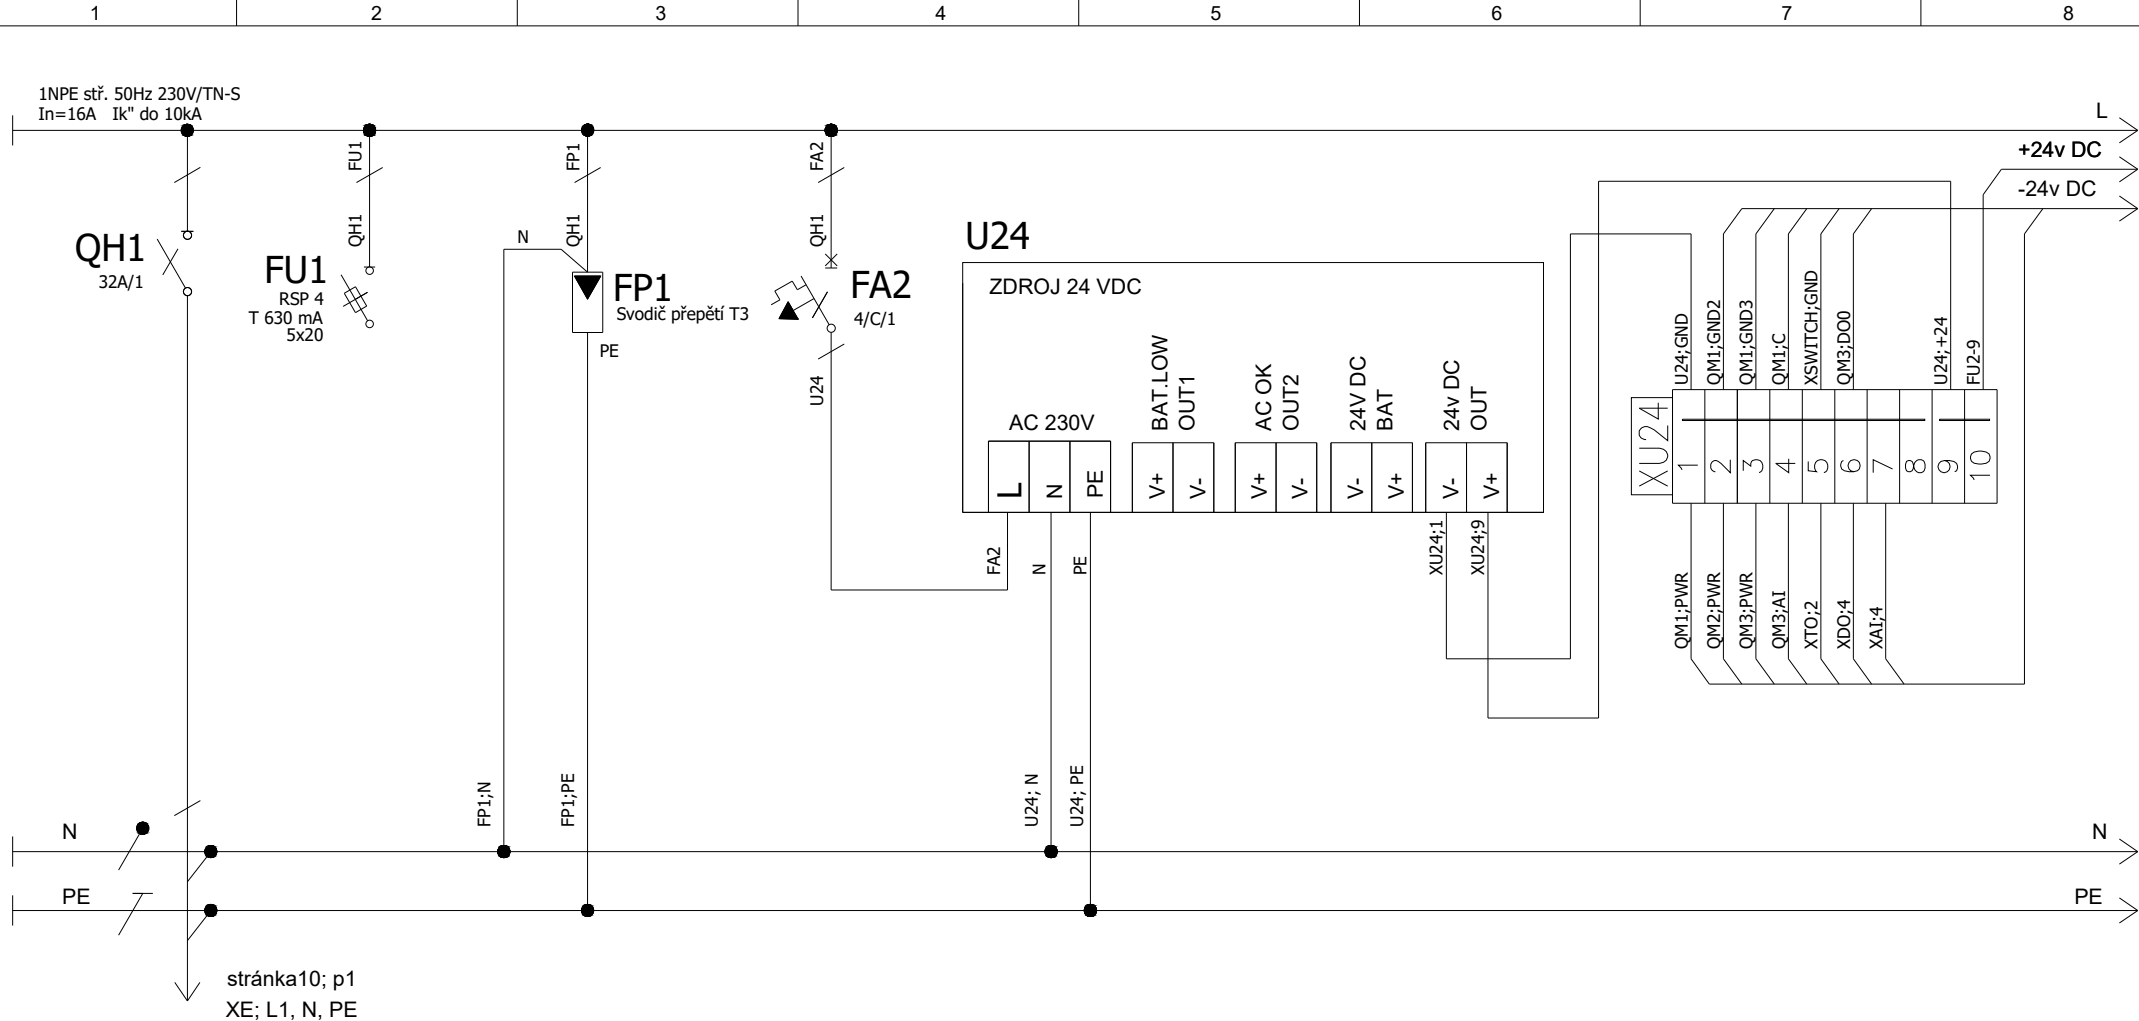 1
2
3
4
5
6
7
8
1NPE stř. 50Hz 230V/TN-S
In=16A Ik" do 10kA
L
+24v DC
-24v DC
FU1
FP1
FA2
QH1
QH1
QH1
N
QH1
32A/1
FU1
RSP 4
T 630 mA
5x20
FP1
Svodič přepětí T3
PE
FA2
4/C/1
U24
U24
ZDROJ 24 VDC
AC 230V
BAT.LOW
OUT1
AC OK
OUT2
24V DC
BAT
24v DC
OUT
L
N
PE
V+
V-
V+
V-
V-
V+
V-
V+
FA2
N
PE
XU24;1
XU24;9
U24;GND
QM1;GND2
QM1;GND3
QM1;C
XSWITCH;GND
QM3;DO0
U24;+24
FU2-9
XU24
1
2
3
4
5
6
7
8
9
10
QM1;PWR
QM2;PWR
QM3;PWR
QM3;AI
XTO;2
XDO;4
XAI;4
FP1;N
FP1;PE
U24; N
U24; PE
N
N
PE
PE
stránka10; p1
XE; L1, N, PE